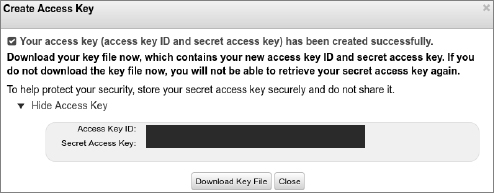 Create Access Key
Your access key (access key ID and secret access key) has been created successfully.
Download your key file now, which contains your new access key ID and secret access key. If you
do not download the key file now, you will not be able to retrieve your secret access key again.
To help protect your security, store your secret access key securely and do not share it.
Hide Access Key
Access Key ID:
Secret Access Key:
Download Key File Close